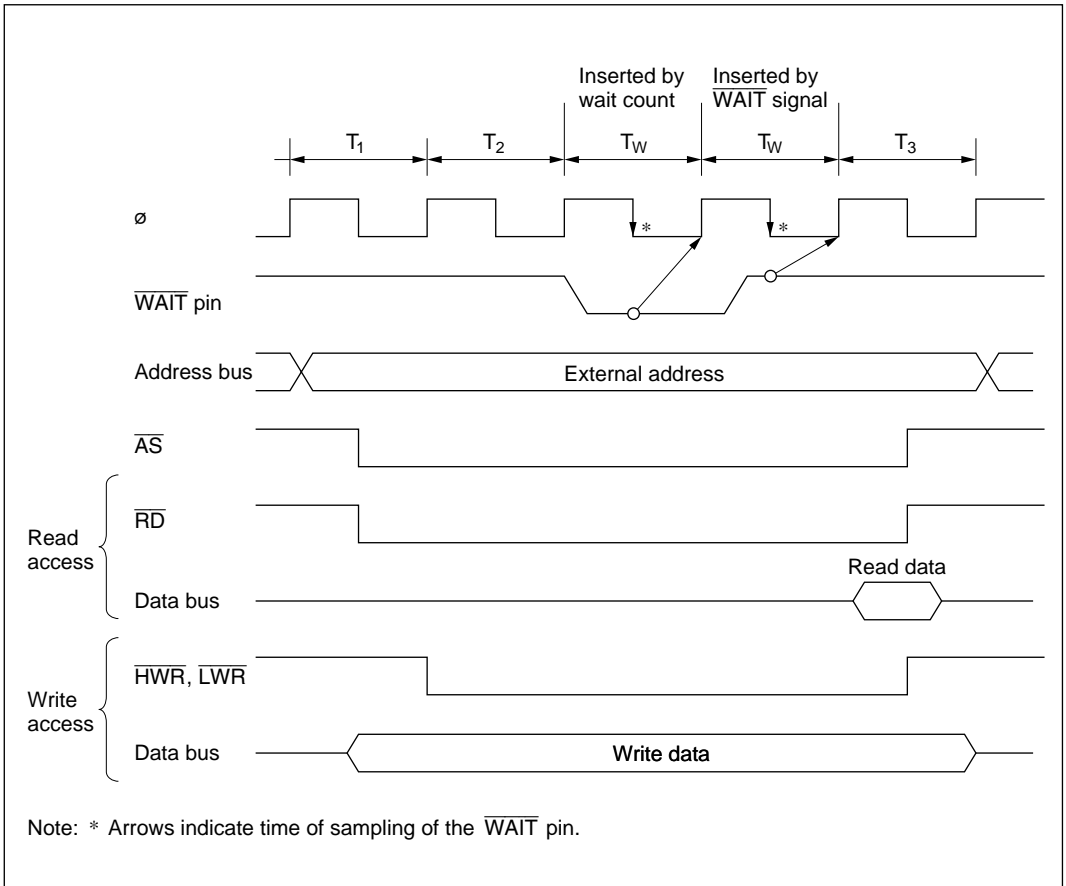 Inserted by
wait count
Inserted by
WAIT signal
T1 T2 TW TW T3
ø
*
*
WAIT pin
Address bus
External address
AS
Read
access
RD
Read data
Data bus
Write
access
HWR, LWR
Data bus
Write data
Note: * Arrows indicate time of sampling of the WAIT pin.